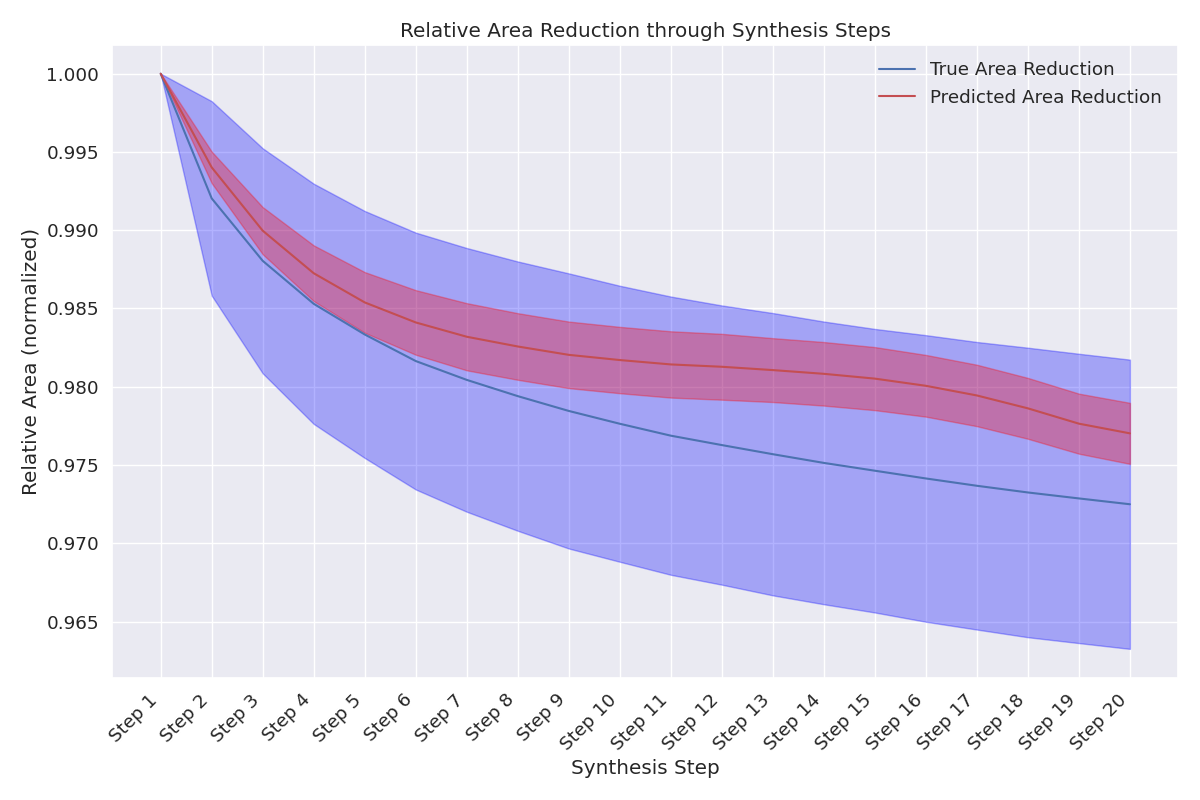 Relative Area Reduction through Synthesis Steps
True Area Reduction
Predicted Area Reduction
Relative Area (normalized)
1.000
0.995
0.990
0.985
0.980
0.975
0.970
0.965
Step 1
Step 2
Step 3
Step 4
Step 5
Step 6
Step 7
Step 8
Step 9
Step 10
Step 11
Step 12
Step 13
Step 14
Step 15
Step 16
Step 17
Step 18
Step 19
Step 20
Synthesis Step